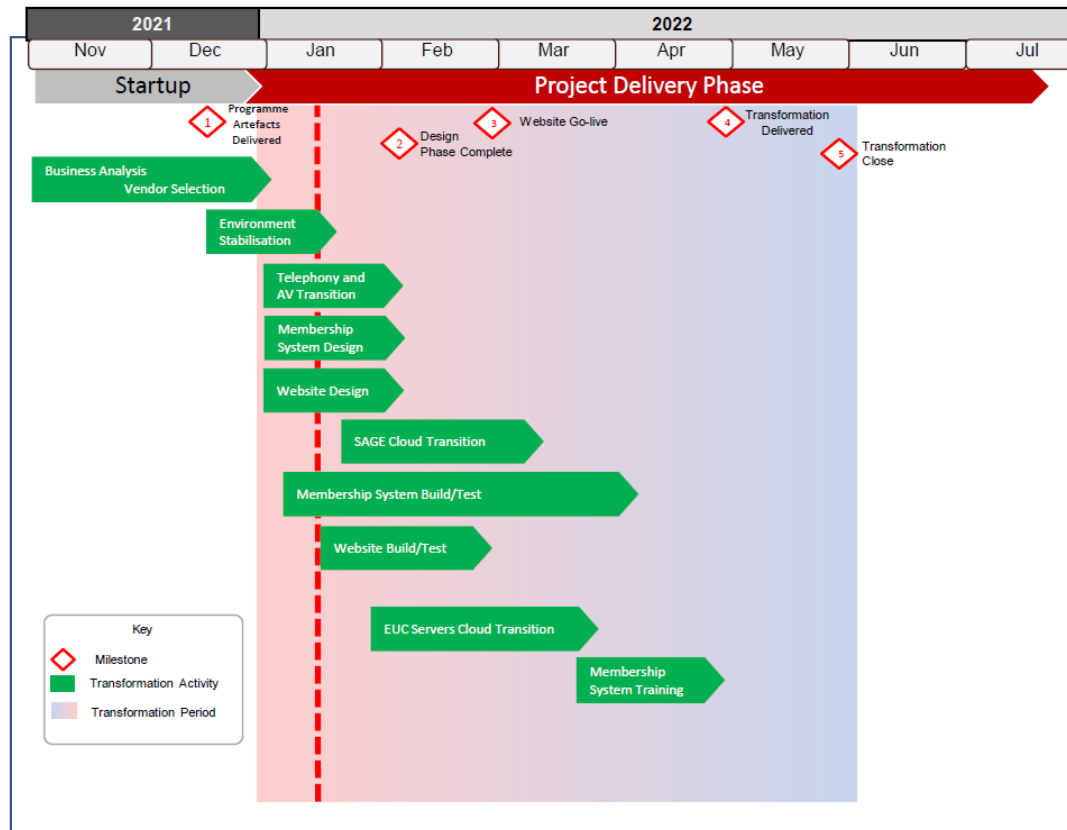 2021
2022
Nov
Dec
Jan
Feb
Mar
Apr
May
Jun
Jul
Startup
Project Delivery Phase
1
Programme
Artefacts
Delivered
2
Design
Phase Complete
3
Website Go-live
4
Transformation
Delivered
5
Transformation
Close
Business Analysis
Vendor Selection
Environment
Stabilisation
Telephony and
AV Transition
Membership
System Design
Website Design
SAGE Cloud Transition
Membership System Build/Test
Website Build/Test
EUC Servers Cloud Transition
Membership
System Training
Key
Milestone
Transformation Activity
Transformation Period